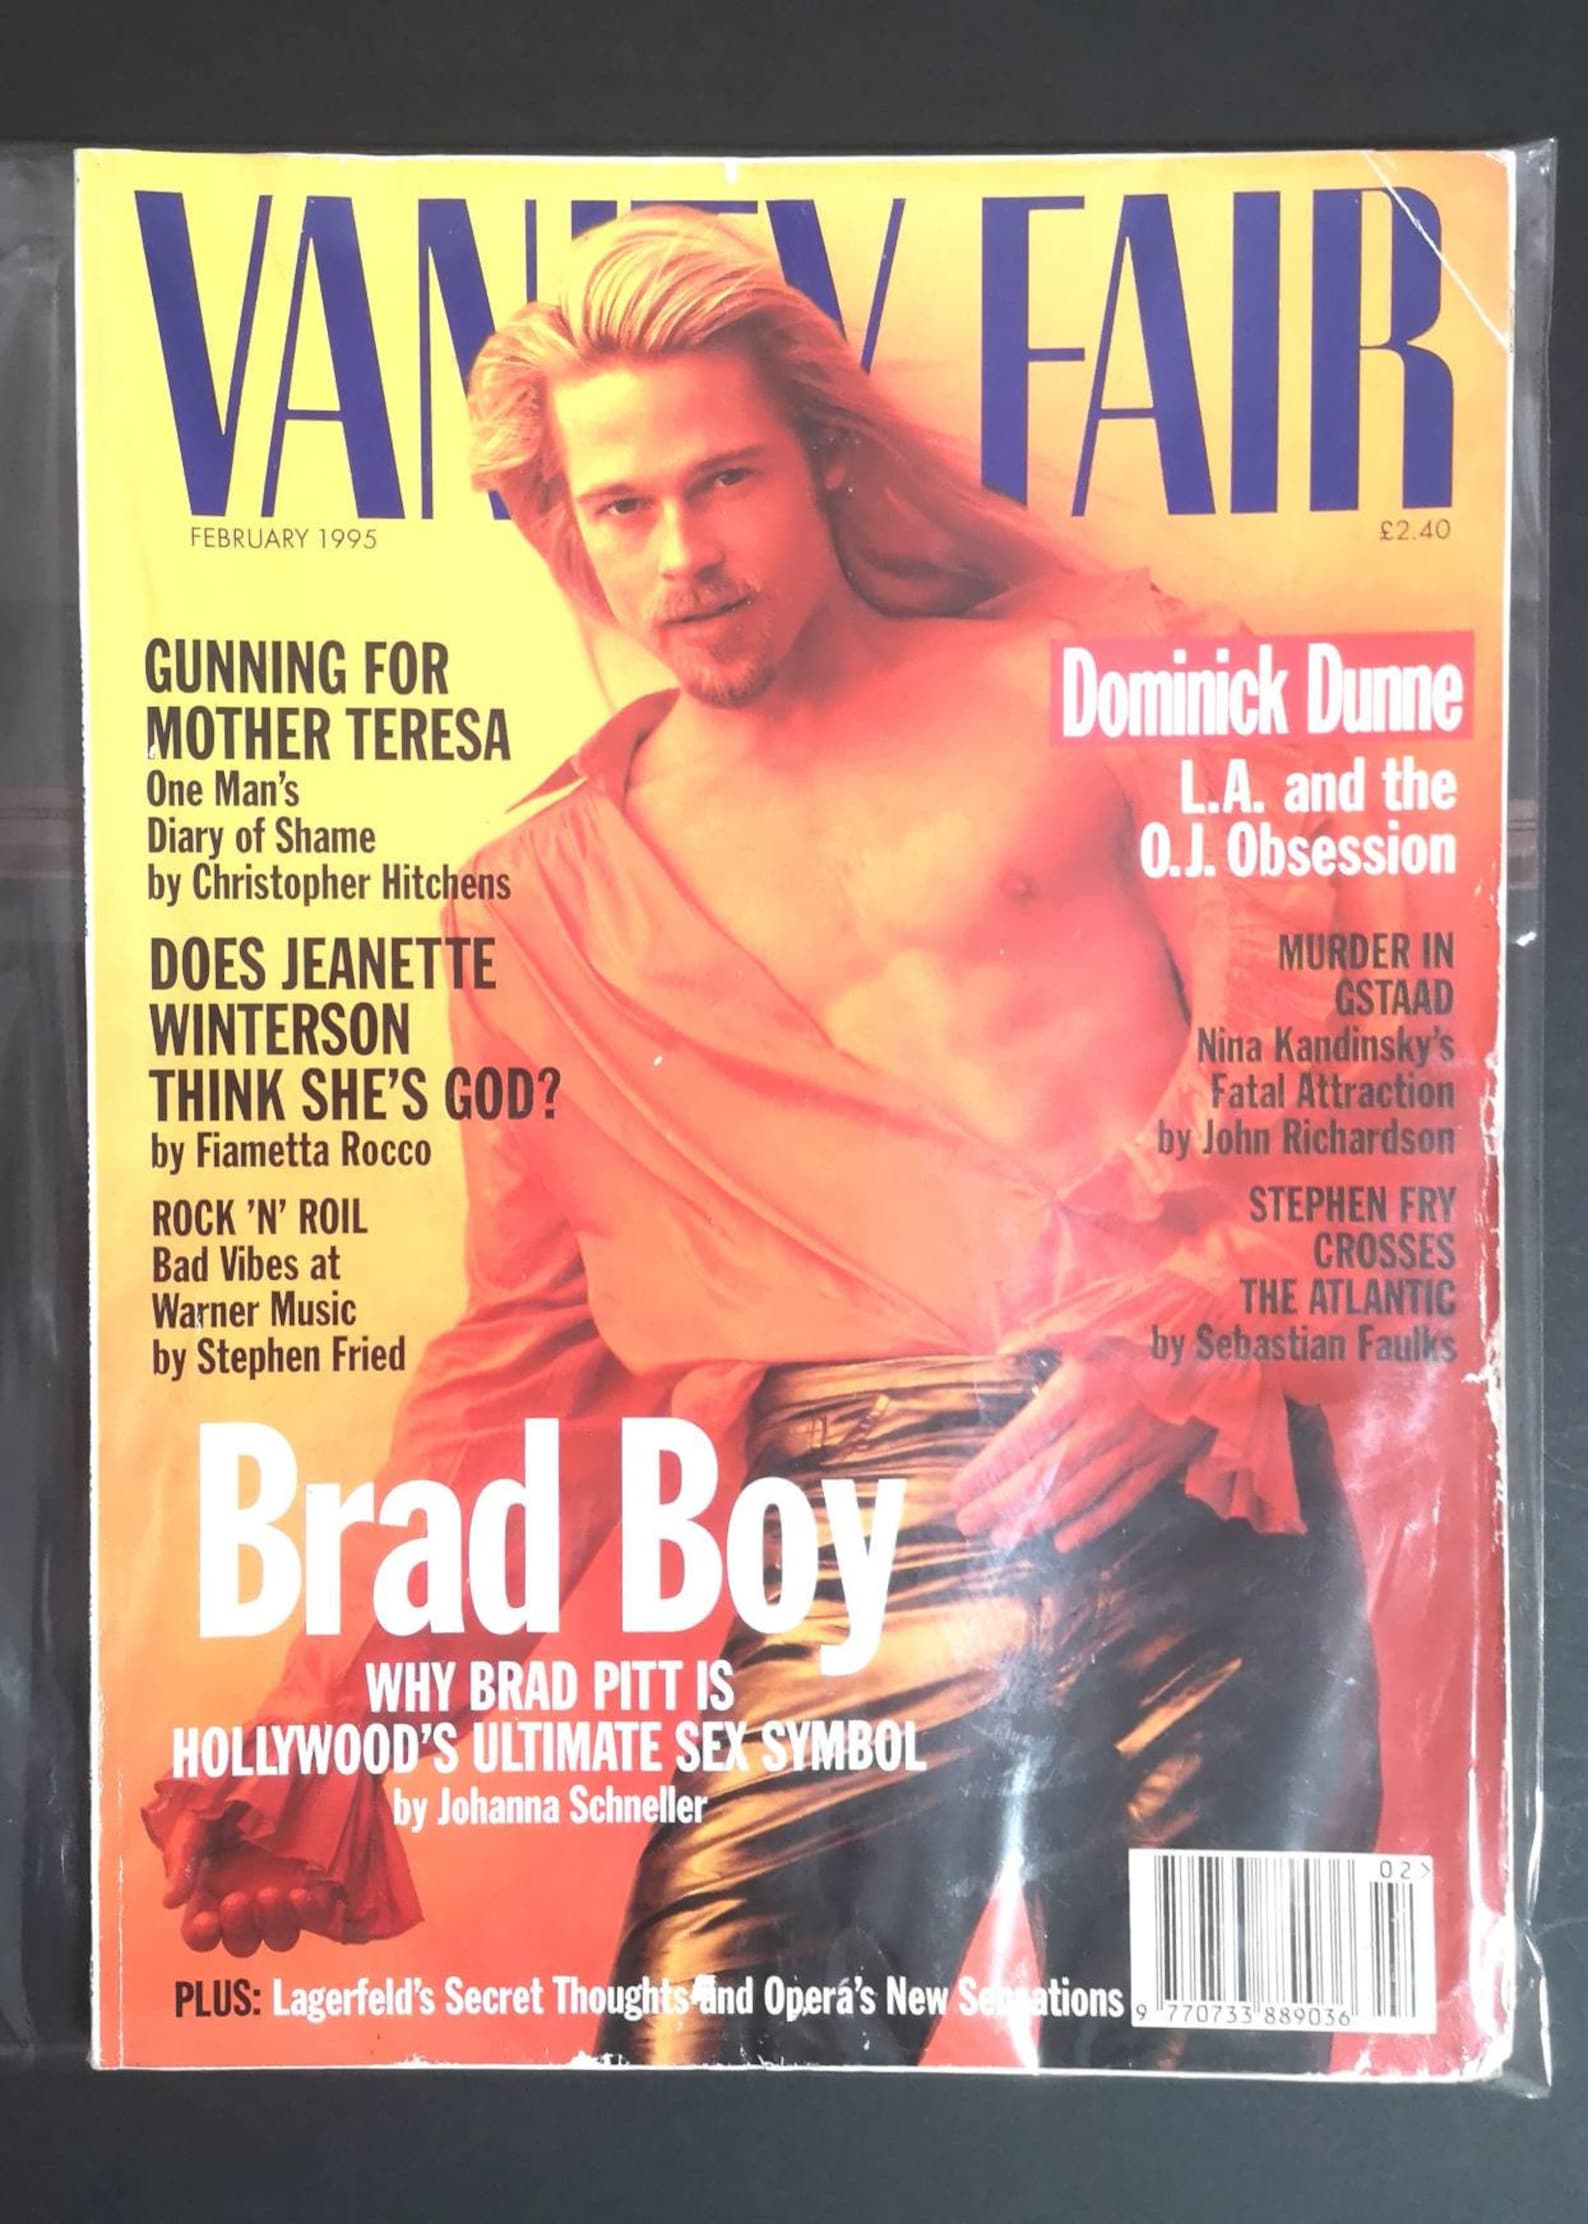 VANITY FAIR
FEBRUARY 1995
£2.40
GUNNING FOR
MOTHER TERESA
One Man's
Diary of Shame
by Christopher Hitchens
DOES JEANETTE
WINTERSON
THINK SHE'S GOD?
by Fiametta Rocco
ROCK 'N' ROIL
Bad Vibes at
Warner Music
by Stephen Fried
Dominick Dunne
L.A. and the
O.J. Obsession
MURDER IN
GSTAAD
Nina Kandinsky's
Fatal Attraction
by John Richardson
STEPHEN FRY
CROSSES
THE ATLANTIC
by Sebastian Faulks
Brad Boy
WHY BRAD PITT IS
HOLLYWOOD'S ULTIMATE SEX SYMBOL
by Johanna Schneller
PLUS: Lagerfeld's Secret Thoughts and Opera's New Sensations
02>
9 770733 889036